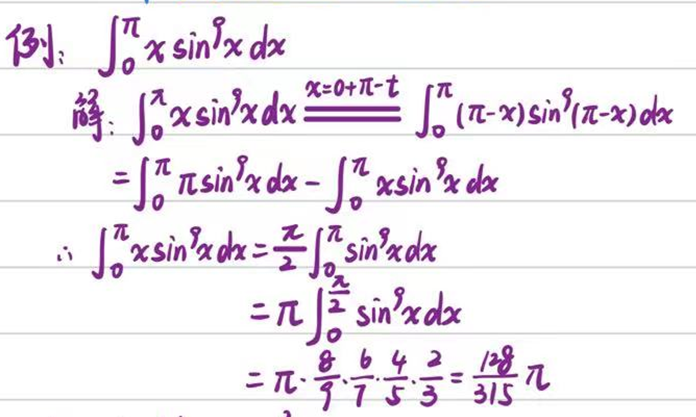 例: ∫₀^π x sin⁹x dx
解: ∫₀^π x sin⁹x dx ═(x=0+π-t)═ ∫₀^π (π-x) sin⁹(π-x) dx
= ∫₀^π π sin⁹x dx - ∫₀^π x sin⁹x dx
∴ ∫₀^π x sin⁹x dx = π/2 ∫₀^π sin⁹x dx
= π ∫₀^(π/2) sin⁹x dx
= π · 8/9 · 6/7 · 4/5 · 2/3 = 128/315 π